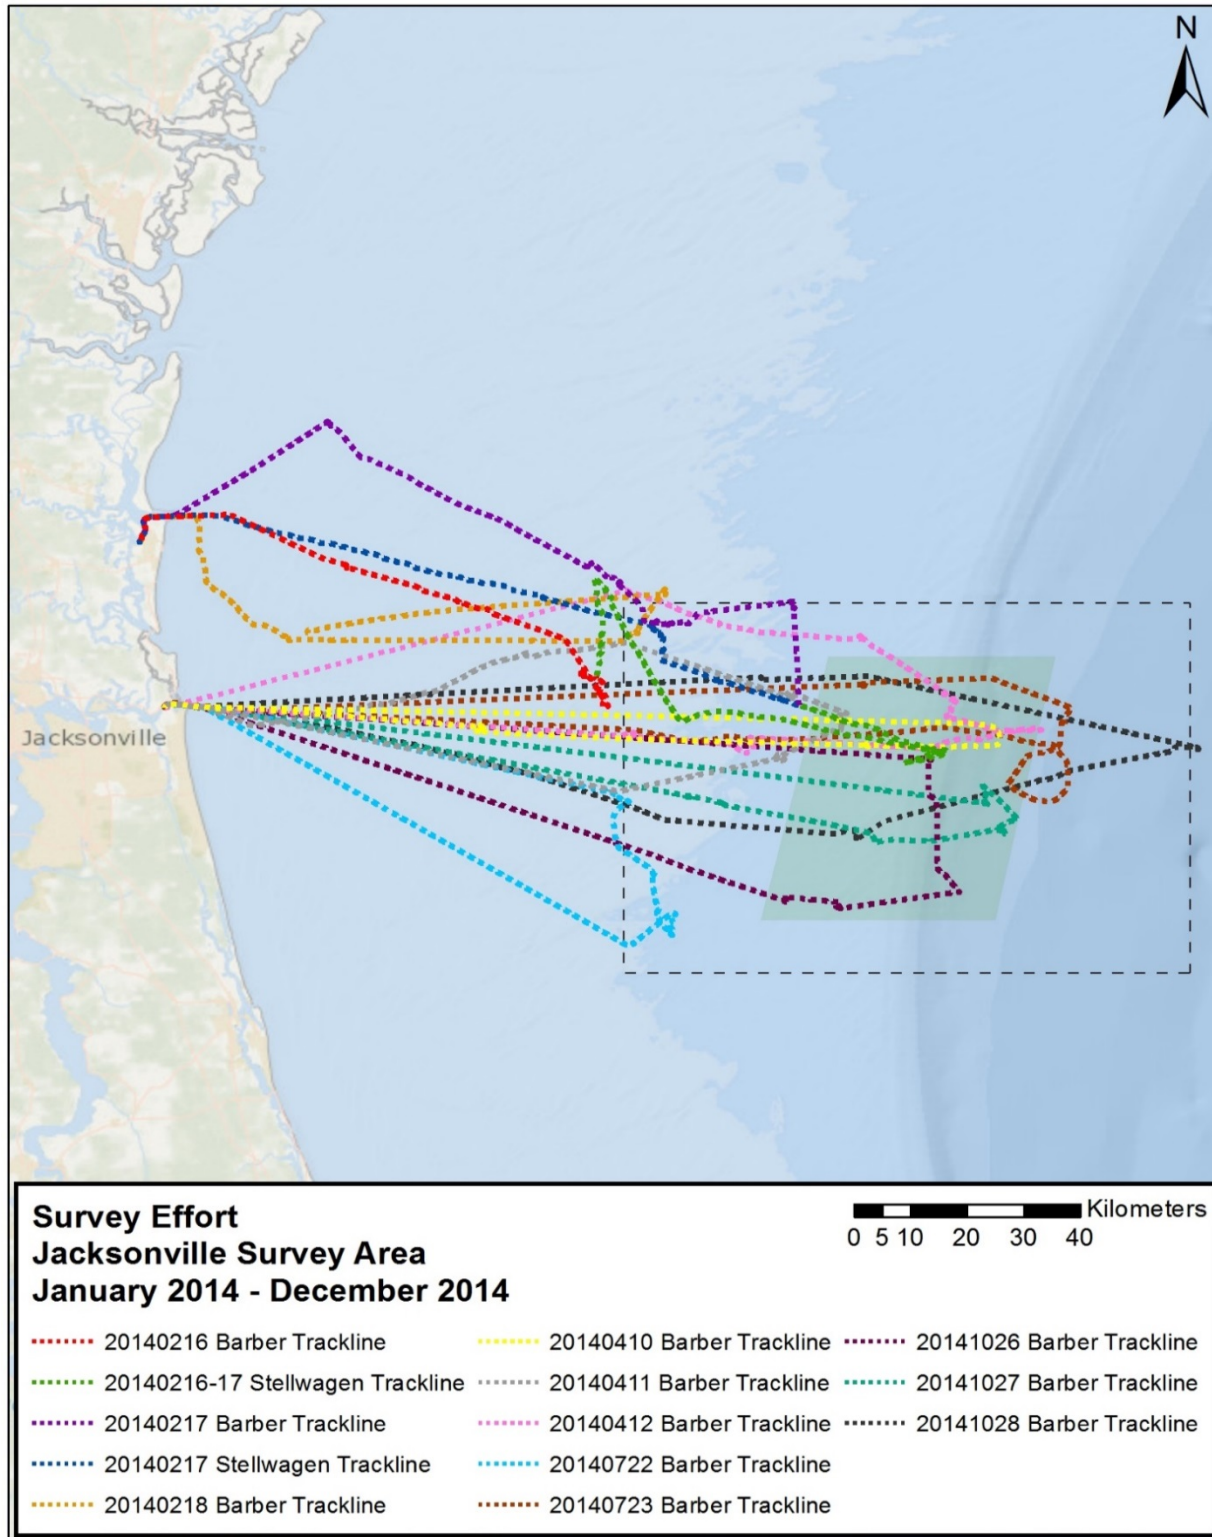 N
Jacksonville
Survey Effort
Jacksonville Survey Area
January 2014 - December 2014
Kilometers
0 5 10 20 30 40
20140216 Barber Trackline
20140216-17 Stellwagen Trackline
20140217 Barber Trackline
20140217 Stellwagen Trackline
20140218 Barber Trackline
20140410 Barber Trackline
20140411 Barber Trackline
20140412 Barber Trackline
20140722 Barber Trackline
20140723 Barber Trackline
20141026 Barber Trackline
20141027 Barber Trackline
20141028 Barber Trackline